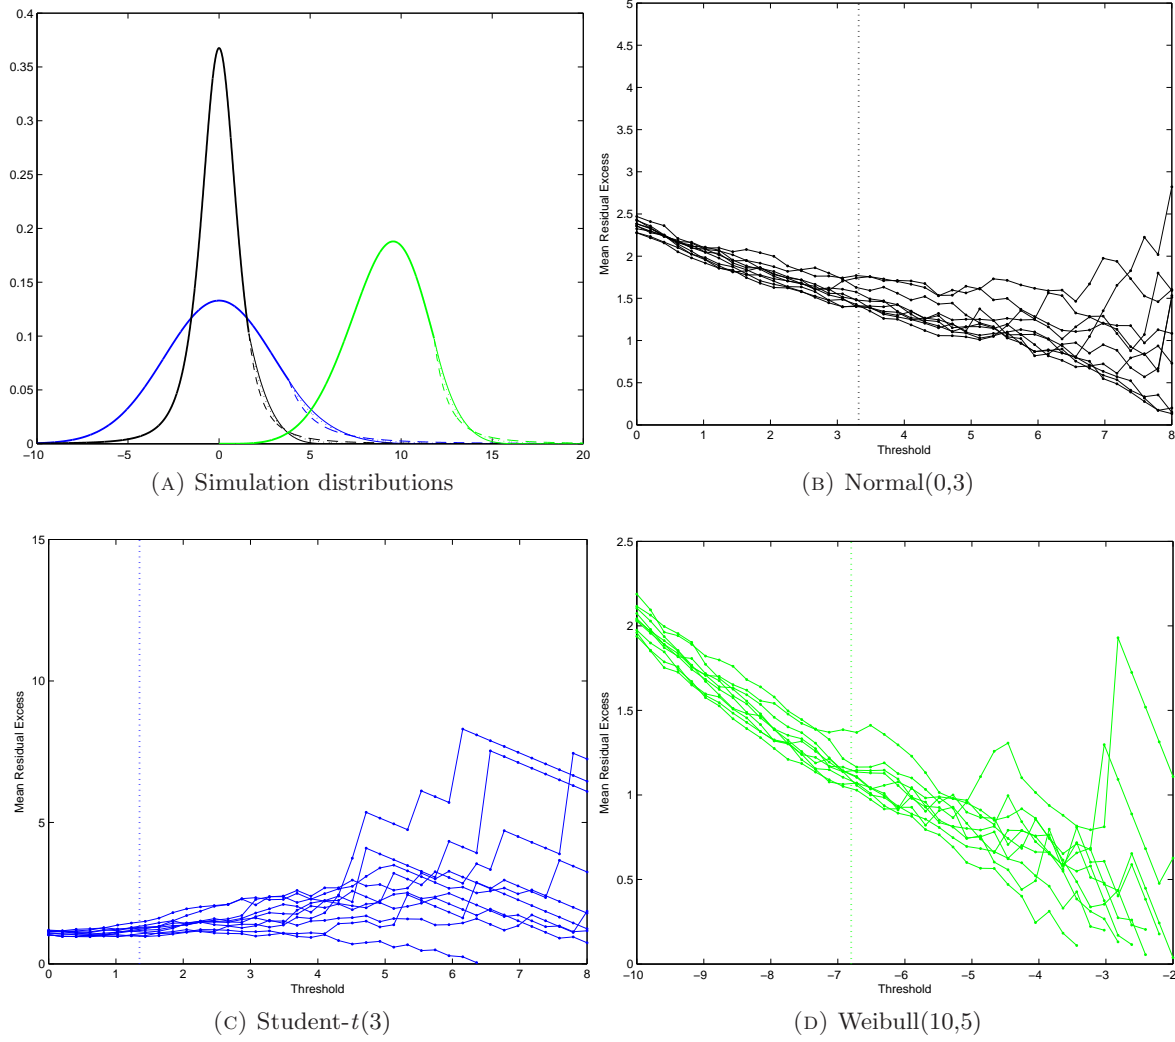 0.4
0.35
0.3
0.25
0.2
0.15
0.1
0.05
0
−10 −5 0 5 10 15 20
(A) Simulation distributions
5
4.5
4
3.5
3
2.5
2
1.5
1
0.5
0
Mean Residual Excess
0 1 2 3 4 5 6 7 8
Threshold
(B) Normal(0,3)
15
10
5
0
Mean Residual Excess
0 1 2 3 4 5 6 7 8
Threshold
(C) Student-t(3)
2.5
2
1.5
1
0.5
0
Mean Residual Excess
−10 −9 −8 −7 −6 −5 −4 −3 −2
Threshold
(D) Weibull(10,5)